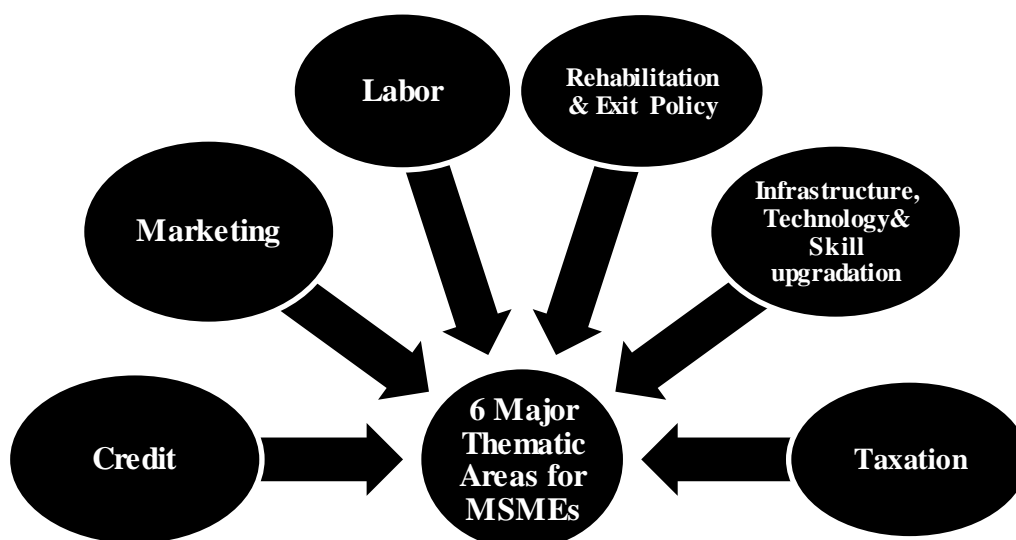 Labor
Rehabilitation
& Exit Policy
Marketing
Infrastructure,
Technology&
Skill
upgradation
Credit
6 Major
Thematic
Areas for
MSMEs
Taxation